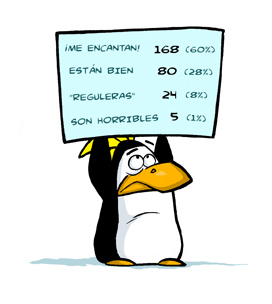 ¡ME ENCANTAN! 168 (60%)
ESTÁN BIEN 80 (28%)
"REGULERAS" 24 (8%)
SON HORRIBLES 5 (1%)